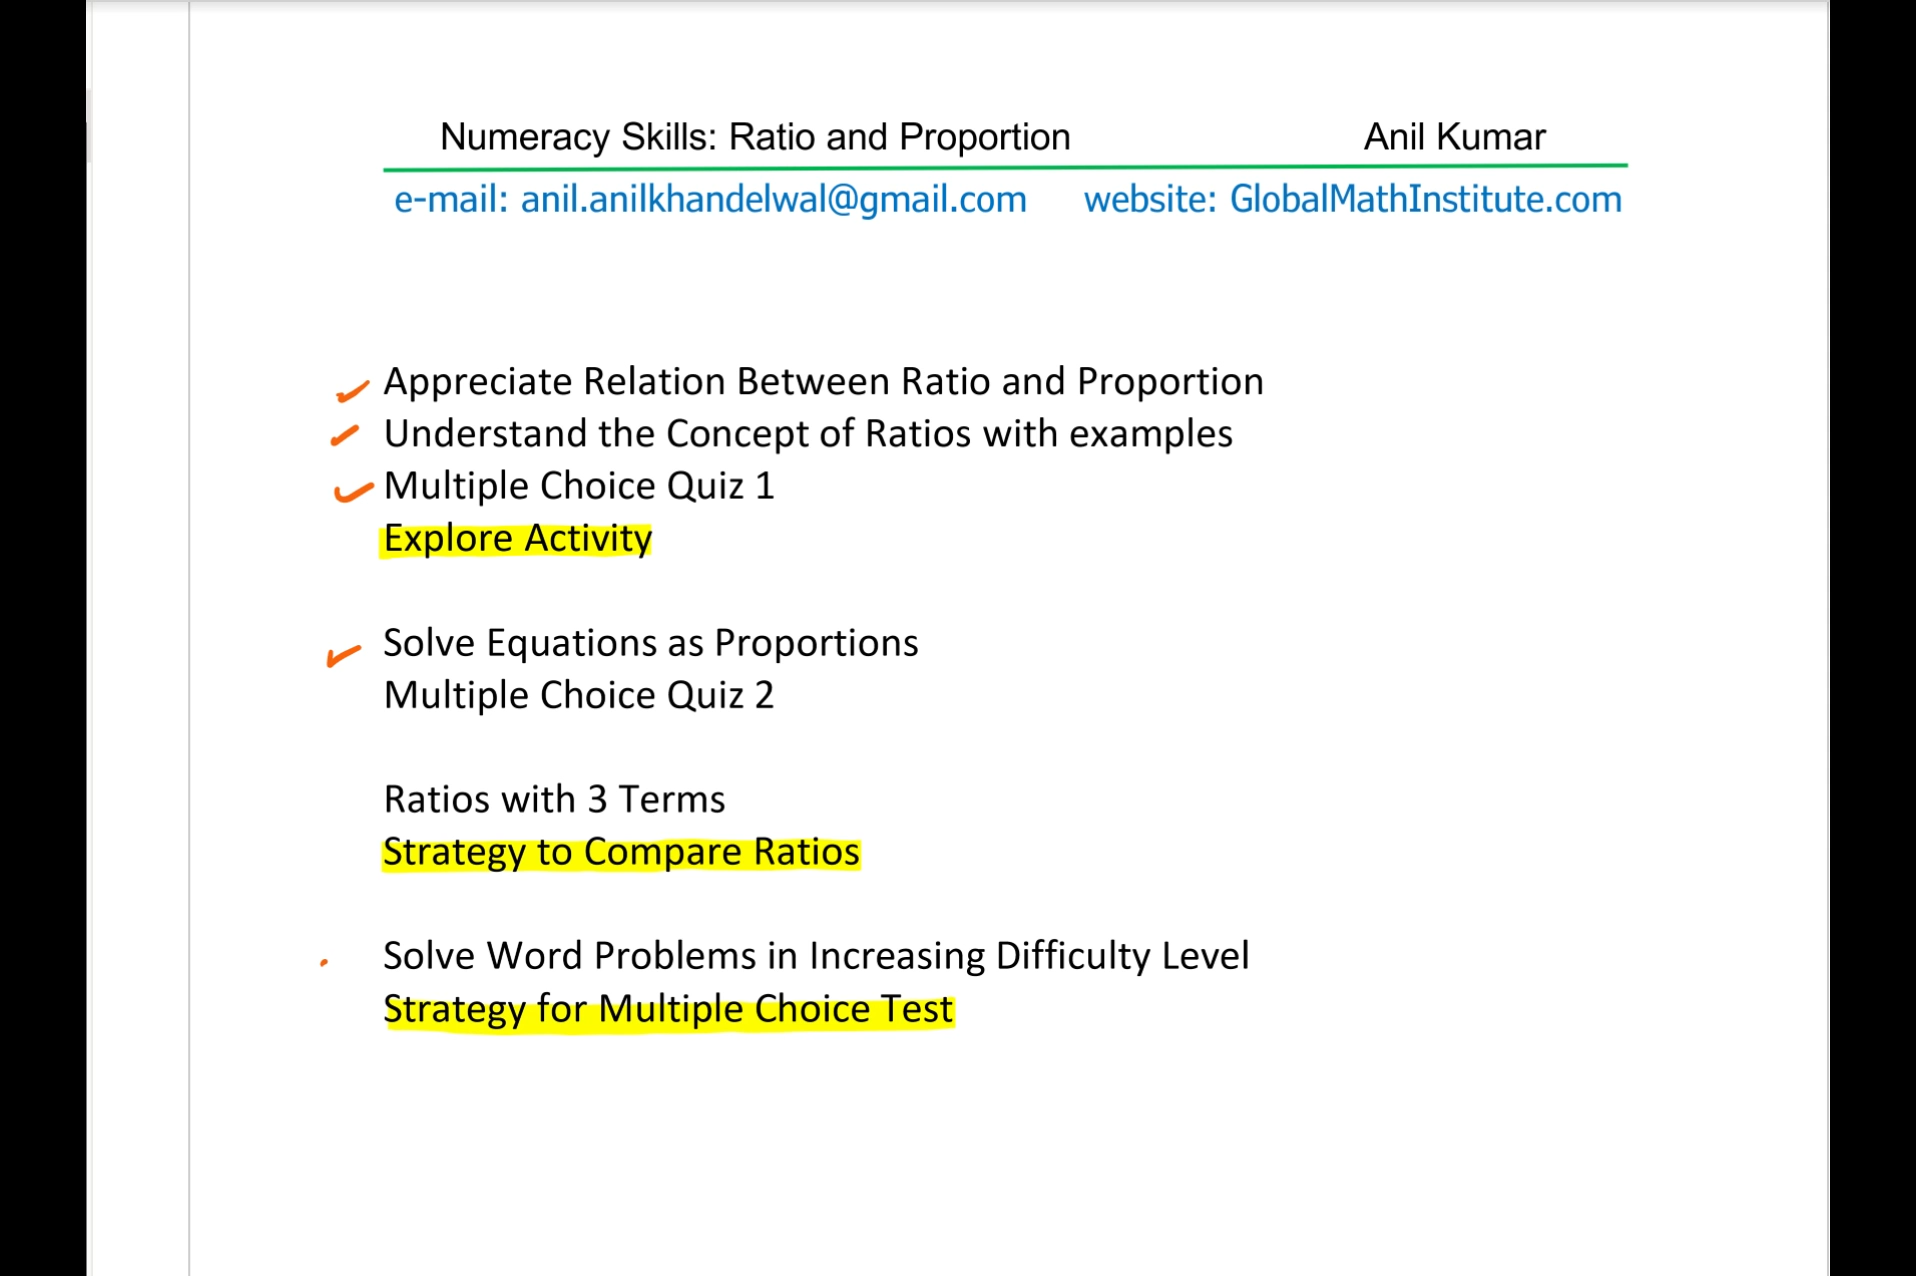 Numeracy Skills: Ratio and Proportion Anil Kumar
e-mail: anil.anilkhandelwal@gmail.com website: GlobalMathInstitute.com
Appreciate Relation Between Ratio and Proportion
Understand the Concept of Ratios with examples
Multiple Choice Quiz 1
Explore Activity
Solve Equations as Proportions
Multiple Choice Quiz 2
Ratios with 3 Terms
Strategy to Compare Ratios
Solve Word Problems in Increasing Difficulty Level
Strategy for Multiple Choice Test